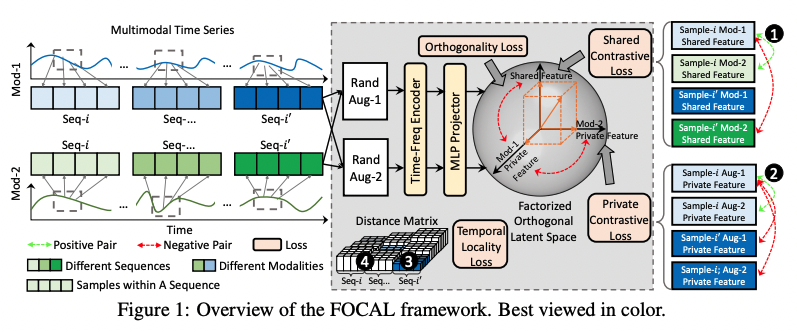 Multimodal Time Series
Mod-1
...
...
Seq-i
Seq-...
Seq-i'
Seq-i
Seq-...
Seq-i'
Mod-2
...
...
Time
Positive Pair
Negative Pair
Loss
Different Sequences
Different Modalities
Samples within A Sequence
Rand
Aug-1
Rand
Aug-2
Time-Freq Encoder
MLP Projector
Orthogonality Loss
Shared
Contrastive
Loss
Shared Feature
Mod-2
Private Feature
Mod-1
Private
Feature
Factorized
Orthogonal
Latent Space
Private
Contrastive
Loss
Temporal
Locality
Loss
Distance Matrix
4
3
Seq-i
Seq...
Seq-i'
Sample-i Mod-1
Shared Feature
1
Sample-i Mod-2
Shared Feature
Sample-i' Mod-1
Shared Feature
Sample-i' Mod-2
Shared Feature
Sample-i Aug-1
Private Feature
2
Sample-i Aug-2
Private Feature
Sample-i' Aug-1
Private Feature
Sample-i; Aug-2
Private Feature
Figure 1: Overview of the FOCAL framework. Best viewed in color.